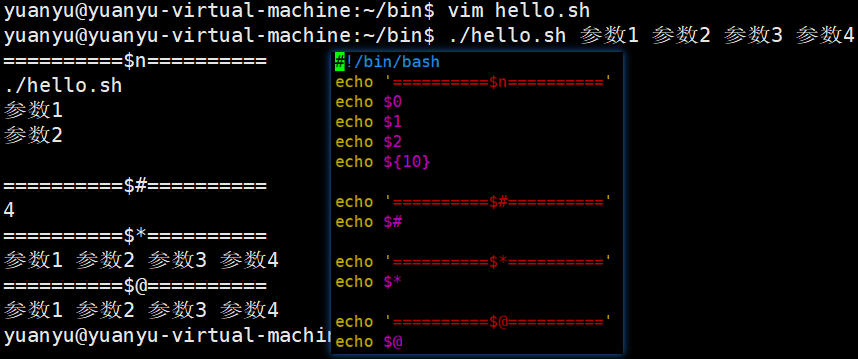 yuanyu@yuanyu-virtual-machine:~/bin$ vim hello.sh
yuanyu@yuanyu-virtual-machine:~/bin$ ./hello.sh 参数1 参数2 参数3 参数4
==========$n==========
./hello.sh
参数1
参数2
==========$#==========
4
==========$*==========
参数1 参数2 参数3 参数4
==========$@==========
参数1 参数2 参数3 参数4
yuanyu@yuanyu-virtual-machin
#!/bin/bash
echo '==========$n=========='
echo $0
echo $1
echo $2
echo ${10}
echo '==========$#=========='
echo $#
echo '==========$*=========='
echo $*
echo '==========$@=========='
echo $@